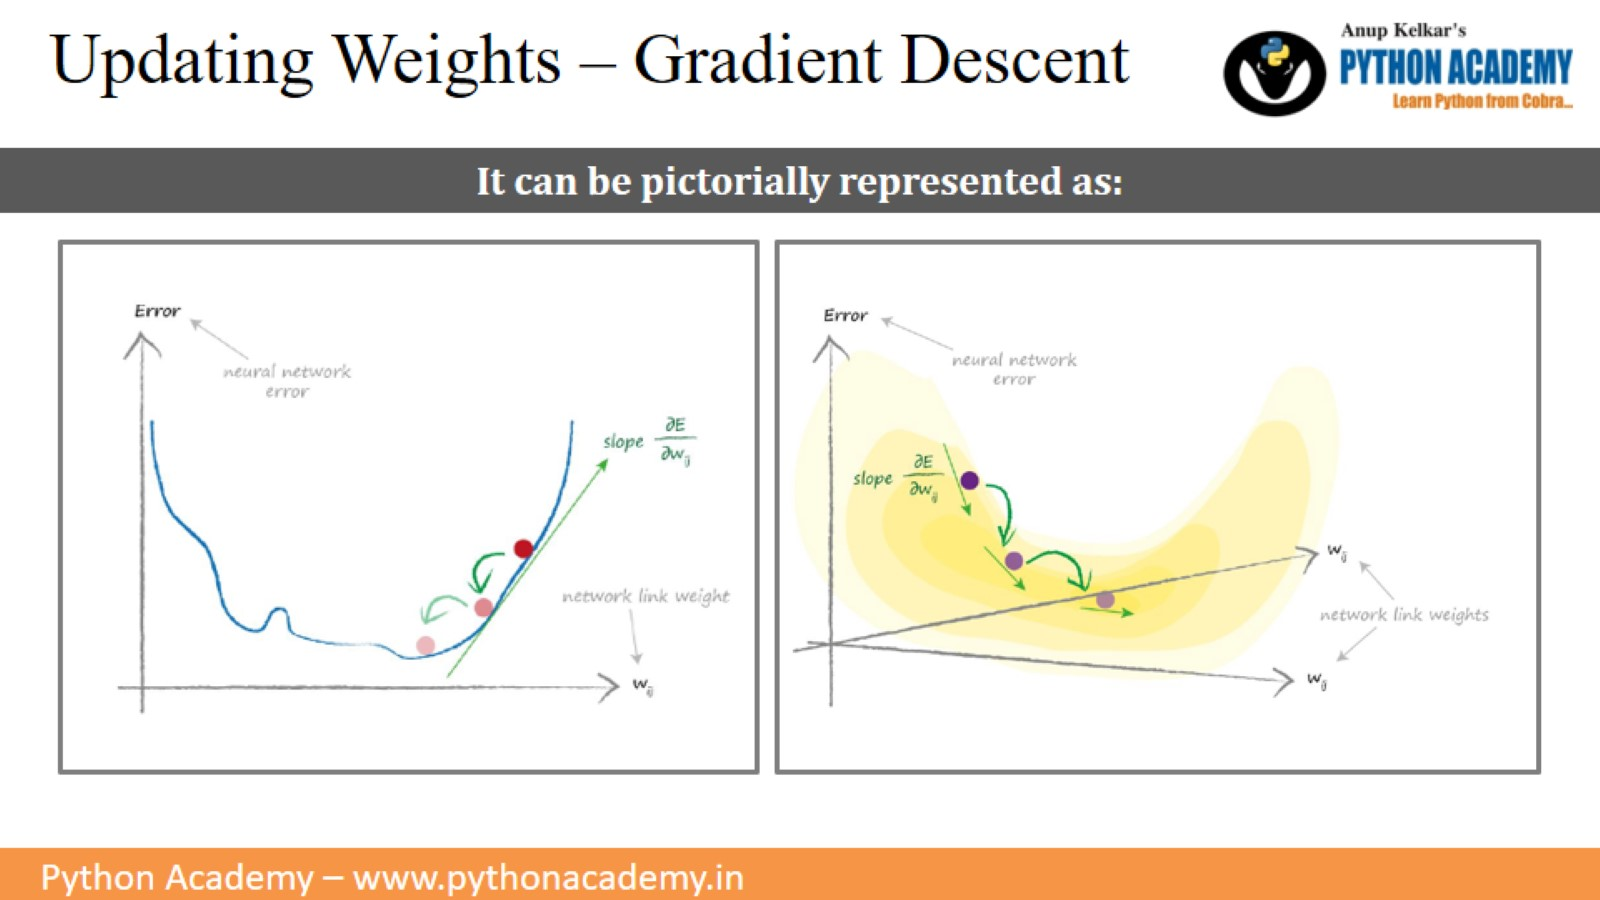 Updating Weights – Gradient Descent
Anup Kelkar's
PYTHON ACADEMY
Learn Python from Cobra...
It can be pictorially represented as:
Error
neural network
error
slope ∂E
∂wij
network link weight
wij
Error
neural network
error
slope ∂E
∂wij
wij
network link weights
wij
Python Academy – www.pythonacademy.in